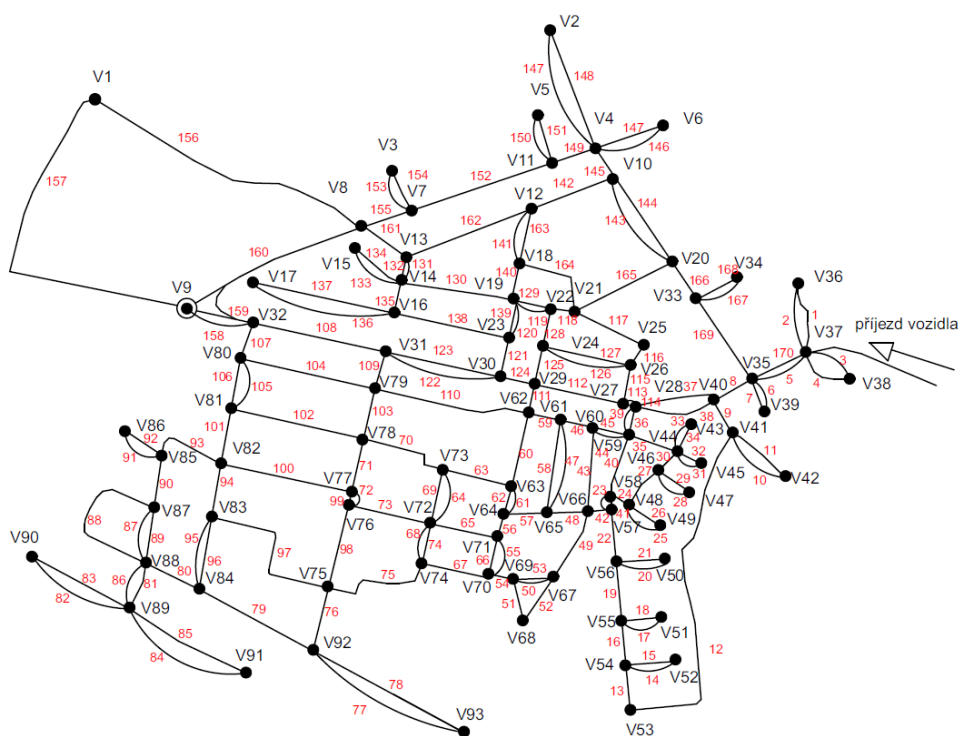 V2
147 148
V1
V5
156
V4 147 V6
150 151 149 146
V3 V11 V10
157 154 152 145
153 V7 142
V8 155 V12 144
161 162 163 143
160 V13 141
V15 134 132 131 V18 V20 V34
V17 133 V14 130 140 164 165 166 168
V9 137 V19 V21 167
135 V16 129 V22 V33 V36
159 V32 136 138 139 119 118 117 2 1
158 108 V23 120 V25 169 V37 příjezd vozidla
107 V31 123 121 128 V24 127 116 170 3
V80 104 109 V30 124 125 126 V26 V35 5 4 V38
106 105 122 V29 112 115 V28 37 V40 8 6
V81 V79 110 111 V27 113 114 7 V39
103 V62 V61 V60 39 38 9
101 102 59 46 45 36 33 V43 V41
V86 92 93 V82 V78 70 V59 35 V44 34 11
91 V85 100 71 V73 63 60 58 47 44 40 V46 30 32 V45 10 V42
94 V77 72 69 64 V63 43 V58 27 31
90 99 62 61 V66 23 24 29 V47
88 87 V87 V83 V76 73 V72 65 V64 57 V65 48 42 41 V48 28
89 95 98 68 56 49 V57 26 V49
V90 V88 96 97 74 V71 55 22 25
83 86 81 80 V84 V75 75 V74 67 66 V69 53 V56 21 V50
82 V89 79 76 V70 54 50 V67 19 20
85 51 52 18
84 V91 V92 V68 V55 17 V51 12
78 16 15
77 V54 14 V52
V93 13
V53